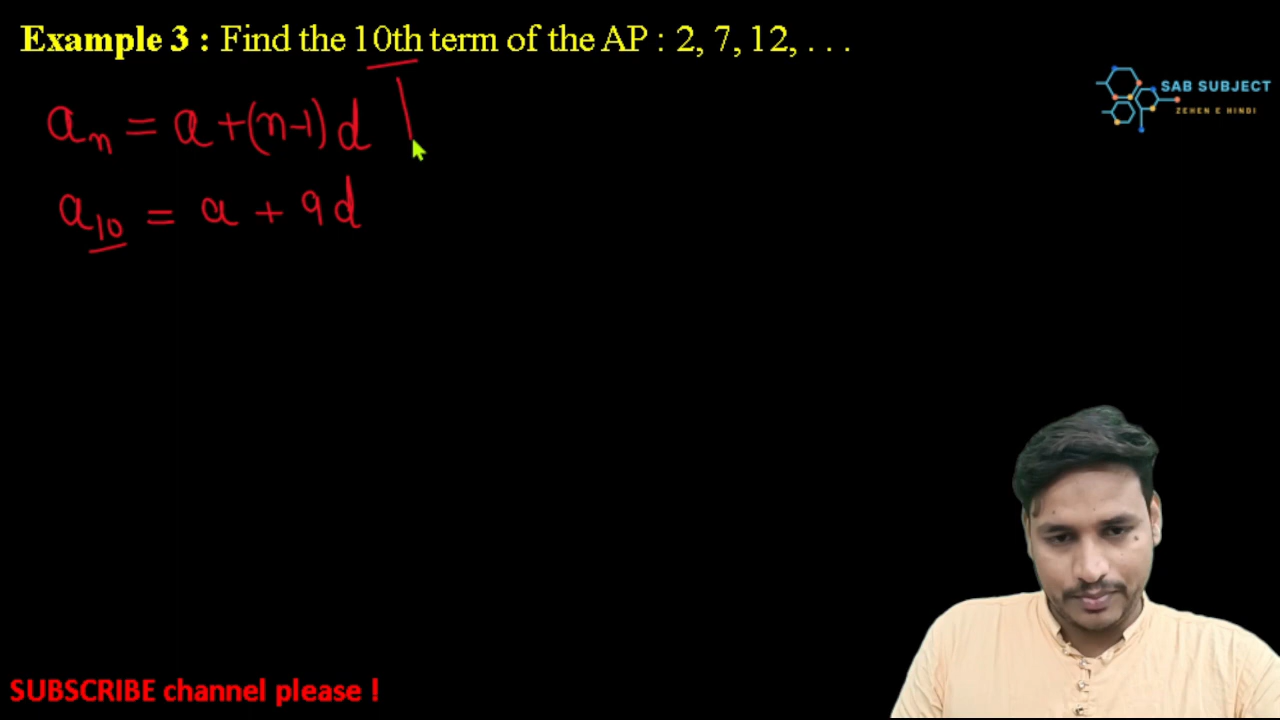 Example 3 : Find the 10th term of the AP : 2, 7, 12, . . .
SAB SUBJECT
ZEHEN E HINDI
aₙ = a + (n-1) d
a₁₀ = a + 9d
SUBSCRIBE channel please !